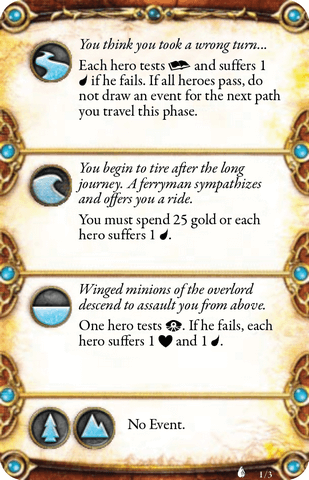 You think you took a wrong turn...
Each hero tests and suffers 1
if he fails. If all heroes pass, do
not draw an event for the next path
you travel this phase.
You begin to tire after the long
journey. A ferryman sympathizes
and offers you a ride.
You must spend 25 gold or each
hero suffers 1 .
Winged minions of the overlord
descend to assault you from above.
One hero tests . If he fails, each
hero suffers 1 and 1 .
No Event.
1/3